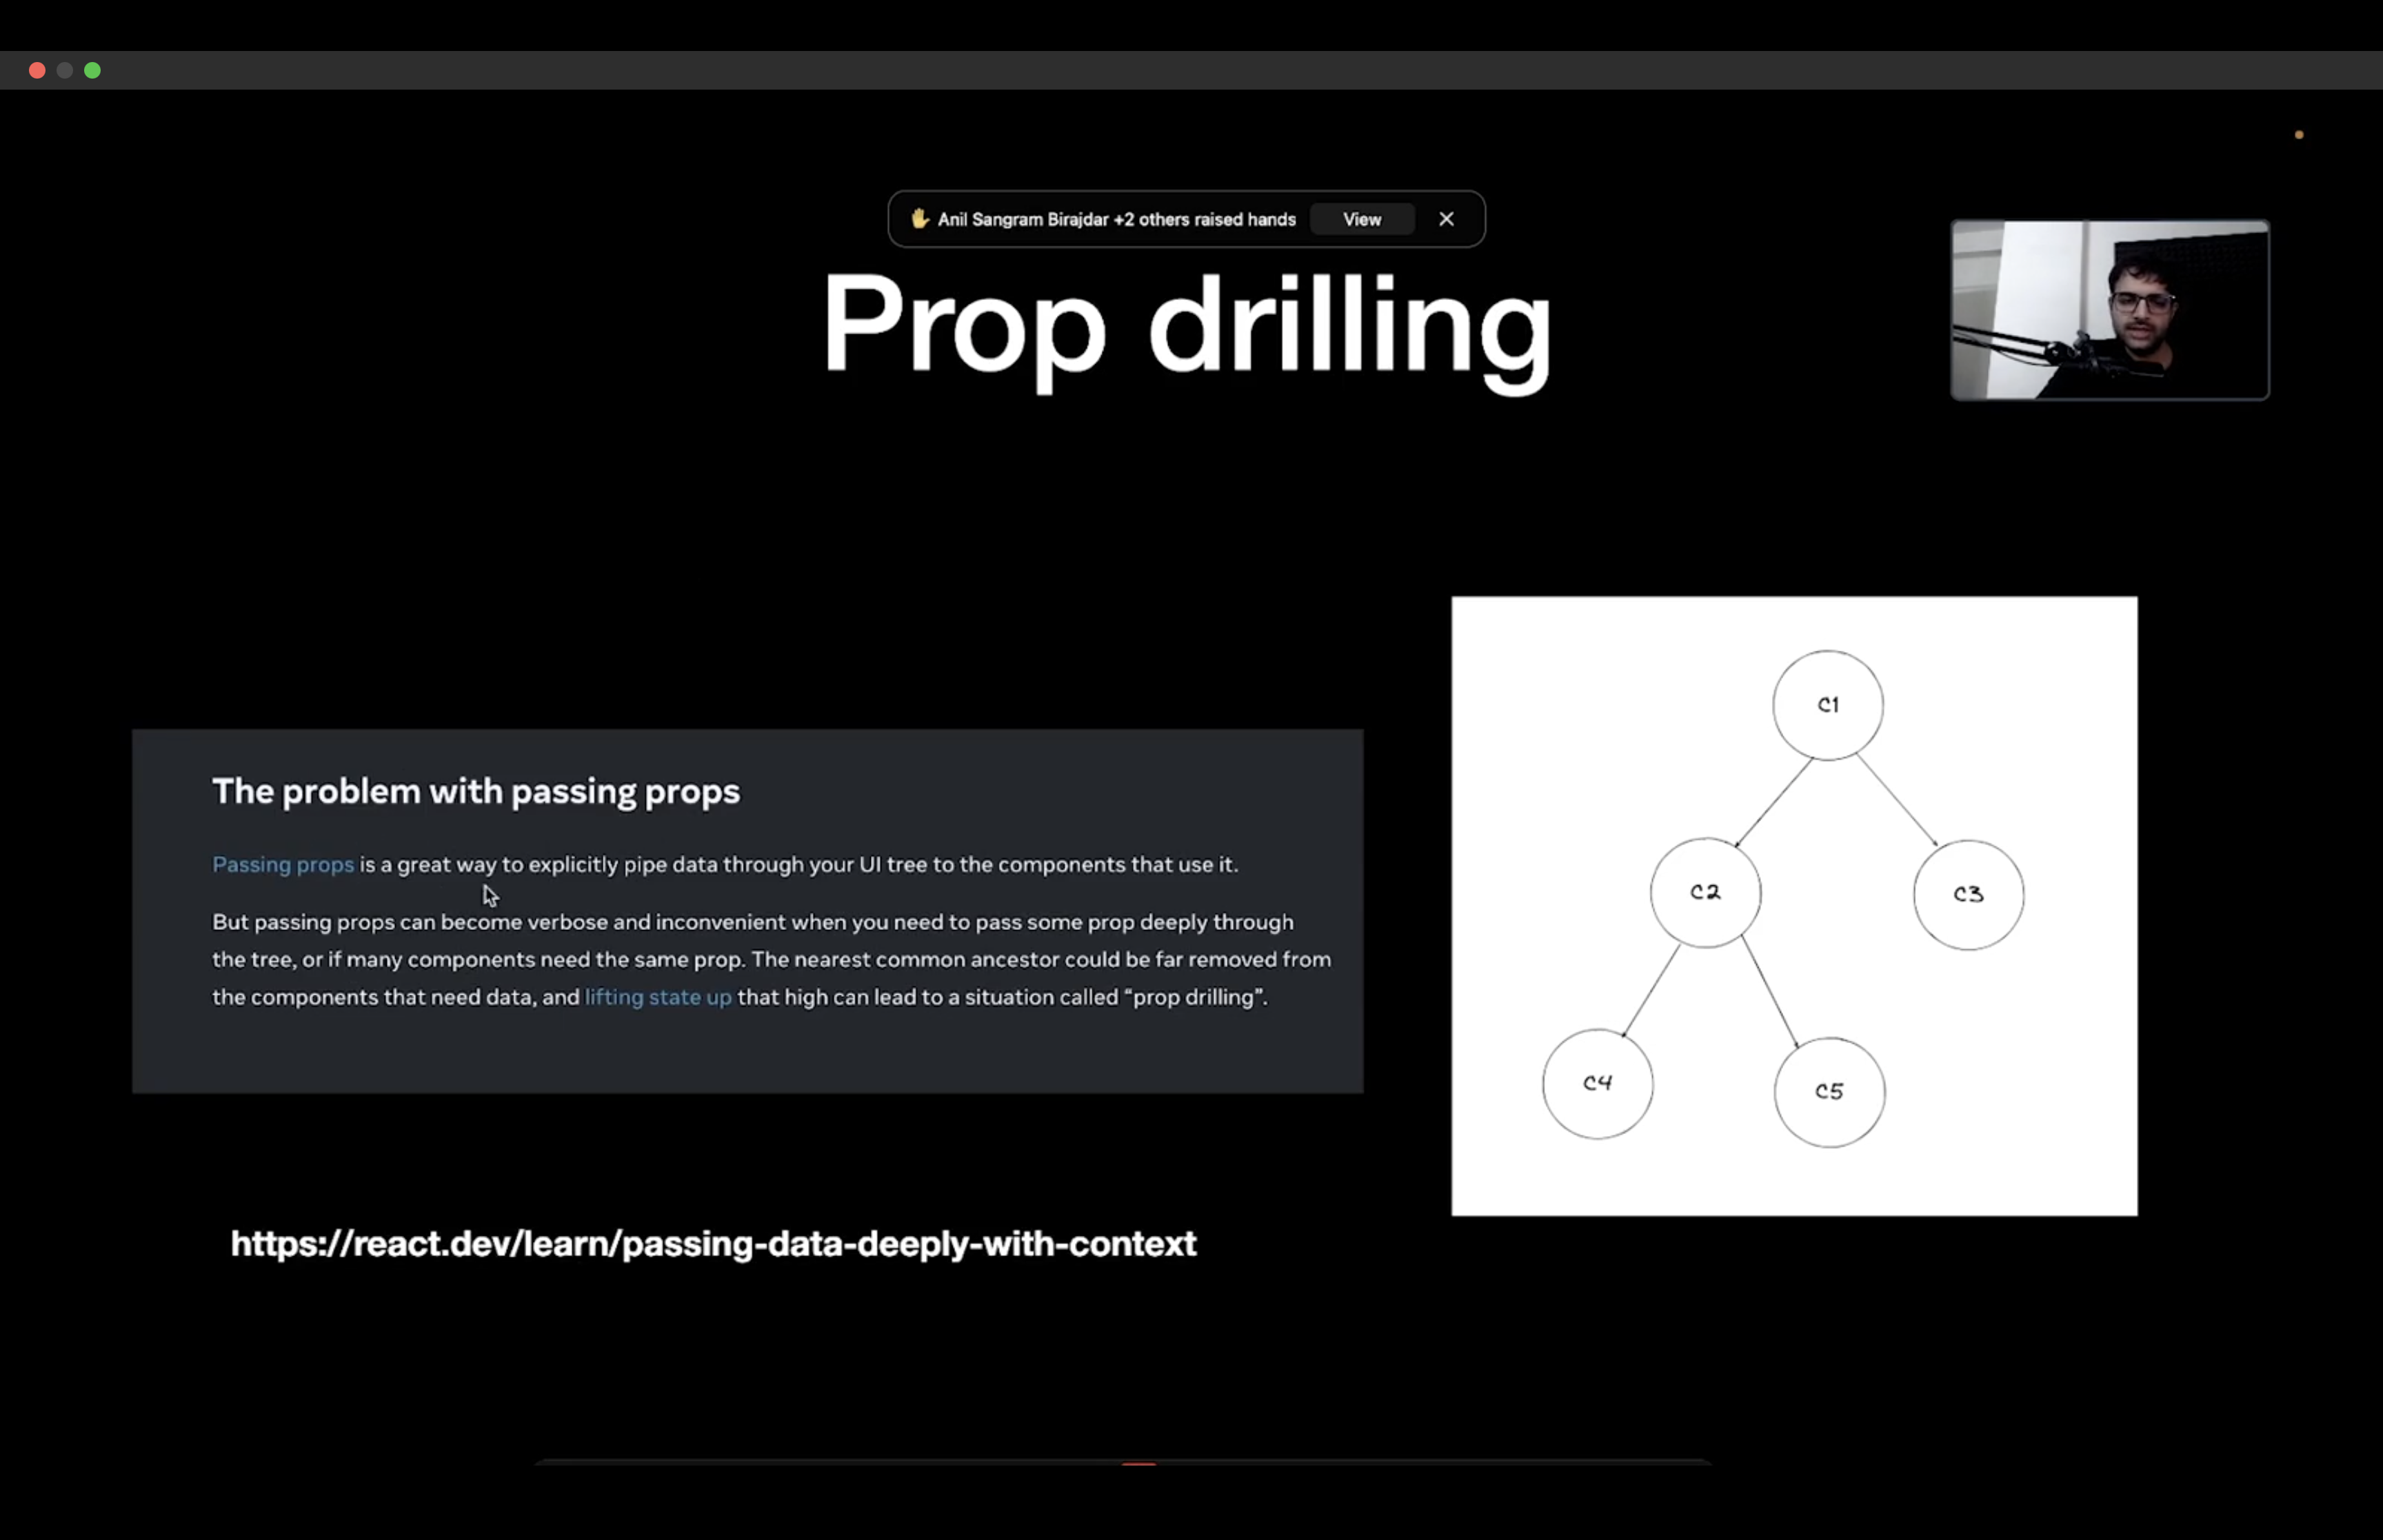 Anil Sangram Birajdar +2 others raised hands View
Prop drilling
The problem with passing props
Passing props is a great way to explicitly pipe data through your UI tree to the components that use it.
But passing props can become verbose and inconvenient when you need to pass some prop deeply through
the tree, or if many components need the same prop. The nearest common ancestor could be far removed from
the components that need data, and lifting state up that high can lead to a situation called “prop drilling”.
https://react.dev/learn/passing-data-deeply-with-context
C1
C2
C3
C4
C5